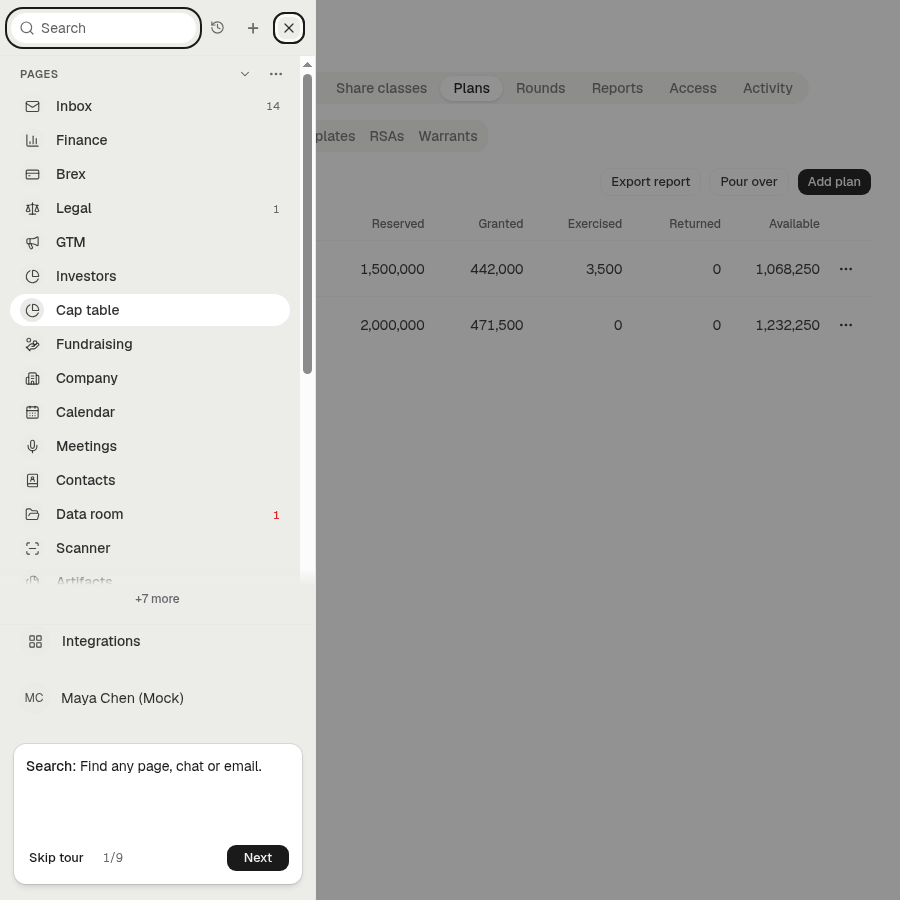 Search
PAGES
Inbox 14
Finance
Brex
Legal 1
GTM
Investors
Cap table
Fundraising
Company
Calendar
Meetings
Contacts
Data room 1
Scanner
Artifacts
+7 more
Integrations
MC Maya Chen (Mock)
Search: Find any page, chat or email.
Skip tour 1/9 Next
Share classes Plans Rounds Reports Access Activity
plates RSAs Warrants
Export report Pour over Add plan
Reserved Granted Exercised Returned Available
1,500,000 442,000 3,500 0 1,068,250
2,000,000 471,500 0 0 1,232,250